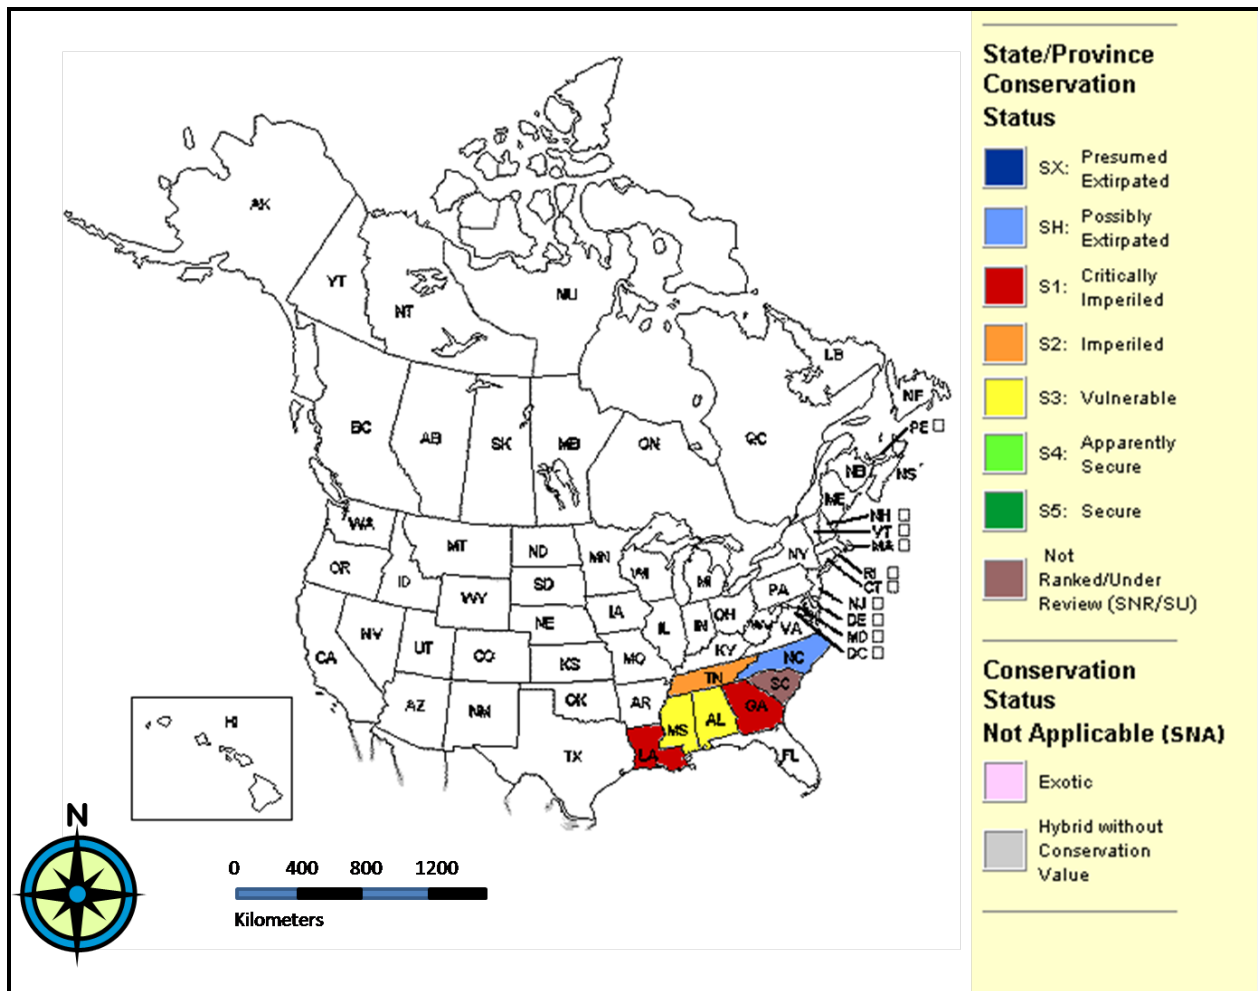 AK
YT
NT
NU
BC
AB
SK
MB
ON
QC
LB
NF
PE
NB
NS
ME
NH
VT
MA
RI
CT
NJ
DE
MD
DC
WA
OR
ID
MT
ND
SD
WY
MN
WI
MI
NY
PA
NE
IA
IL
IN
OH
WV
VA
KY
NV
UT
CO
KS
MO
CA
AZ
NM
OK
AR
TN
NC
SC
GA
AL
MS
LA
TX
FL
HI
N
0 400 800 1200
Kilometers
State/Province
Conservation
Status
SX: Presumed
Extirpated
SH: Possibly
Extirpated
S1: Critically
Imperiled
S2: Imperiled
S3: Vulnerable
S4: Apparently
Secure
S5: Secure
Not
Ranked/Under
Review (SNR/SU)
Conservation
Status
Not Applicable (SNA)
Exotic
Hybrid without
Conservation
Value